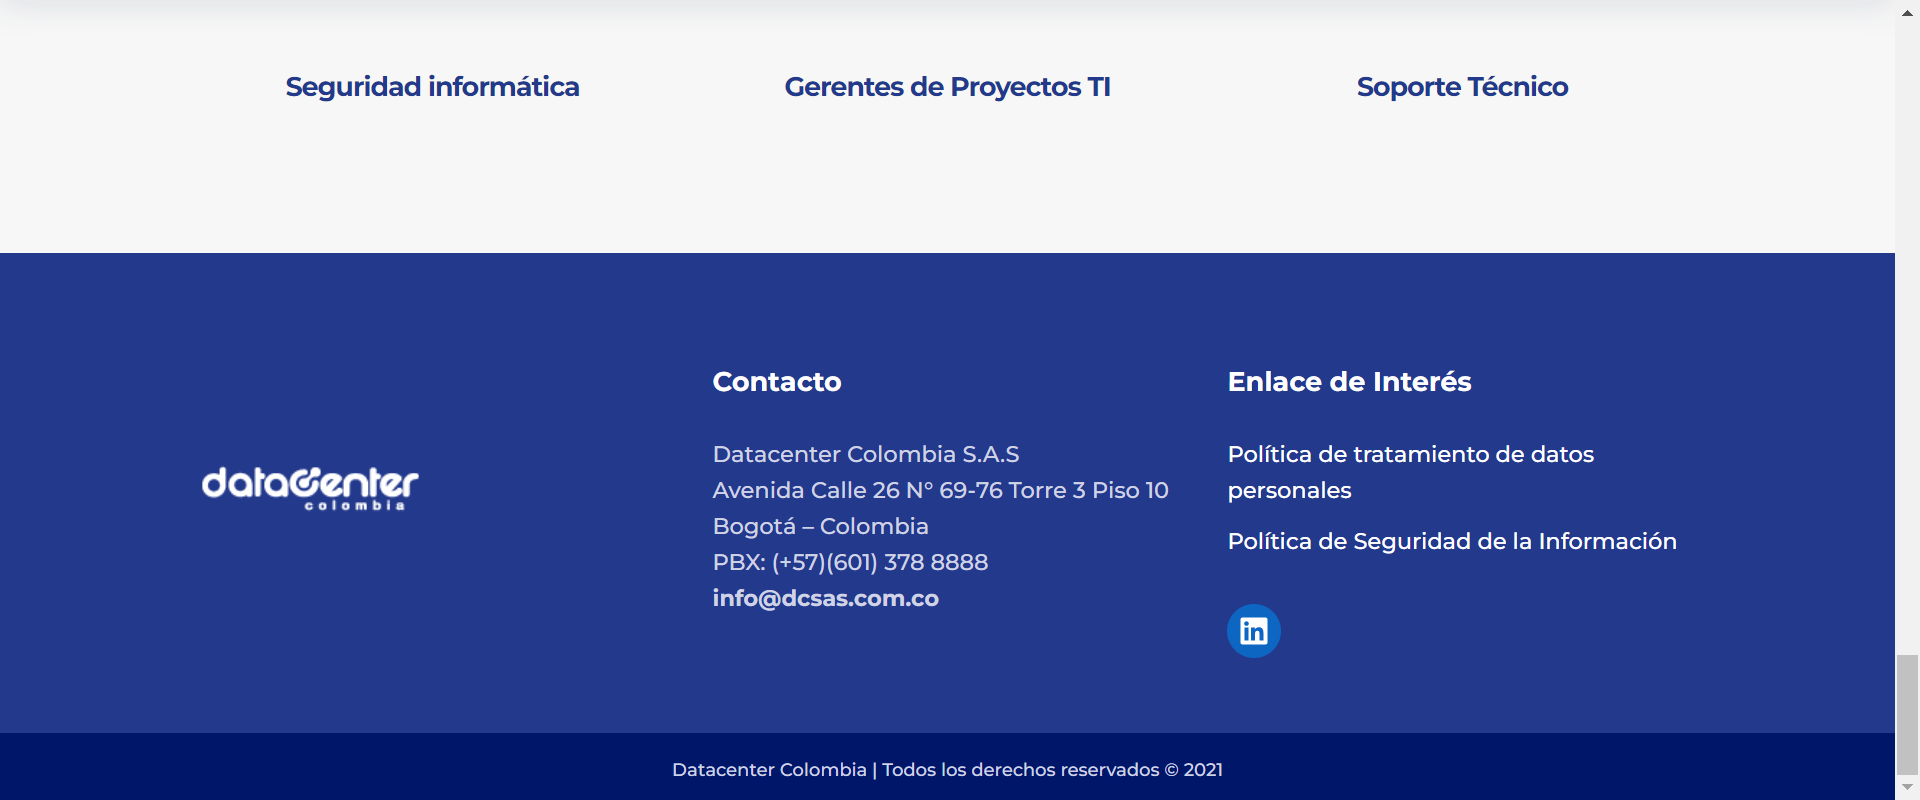 Seguridad informática
Gerentes de Proyectos TI
Soporte Técnico
datacenter
colombia
Contacto
Datacenter Colombia S.A.S
Avenida Calle 26 N° 69-76 Torre 3 Piso 10
Bogotá – Colombia
PBX: (+57)(601) 378 8888
info@dcsas.com.co
Enlace de Interés
Política de tratamiento de datos
personales
Política de Seguridad de la Información
in
Datacenter Colombia | Todos los derechos reservados © 2021